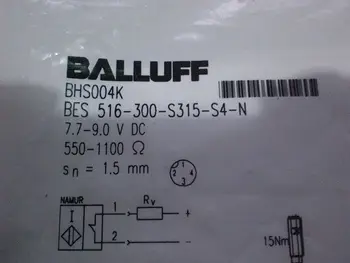 BALLUFF
BHS004K
BES 516-300-S315-S4-N
7.7-9.0 V DC
550-1100 Ω
sn = 1.5 mm
1 2 3 4
NAMUR
I
1 Rv +
2 -
15Nm